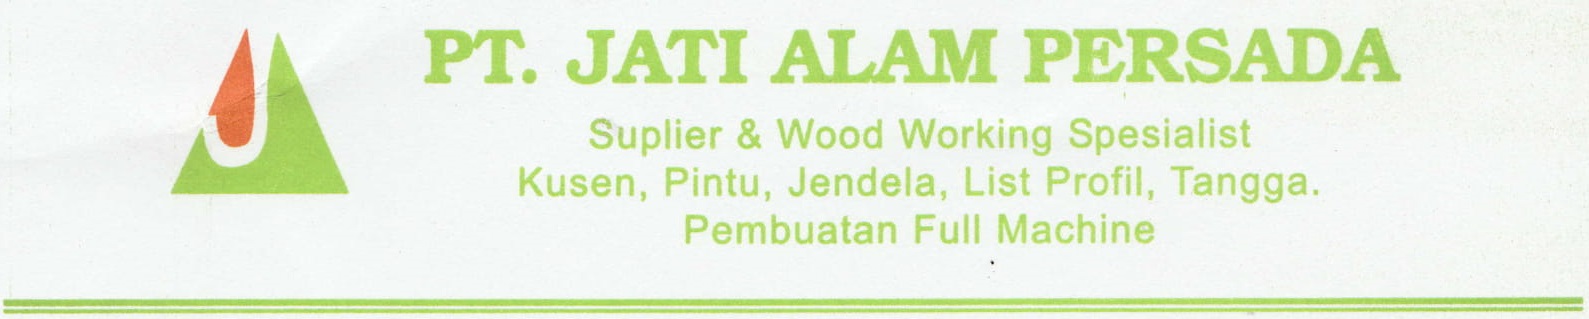 PT. JATI ALAM PERSADA
Suplier & Wood Working Spesialist
Kusen, Pintu, Jendela, List Profil, Tangga.
Pembuatan Full Machine